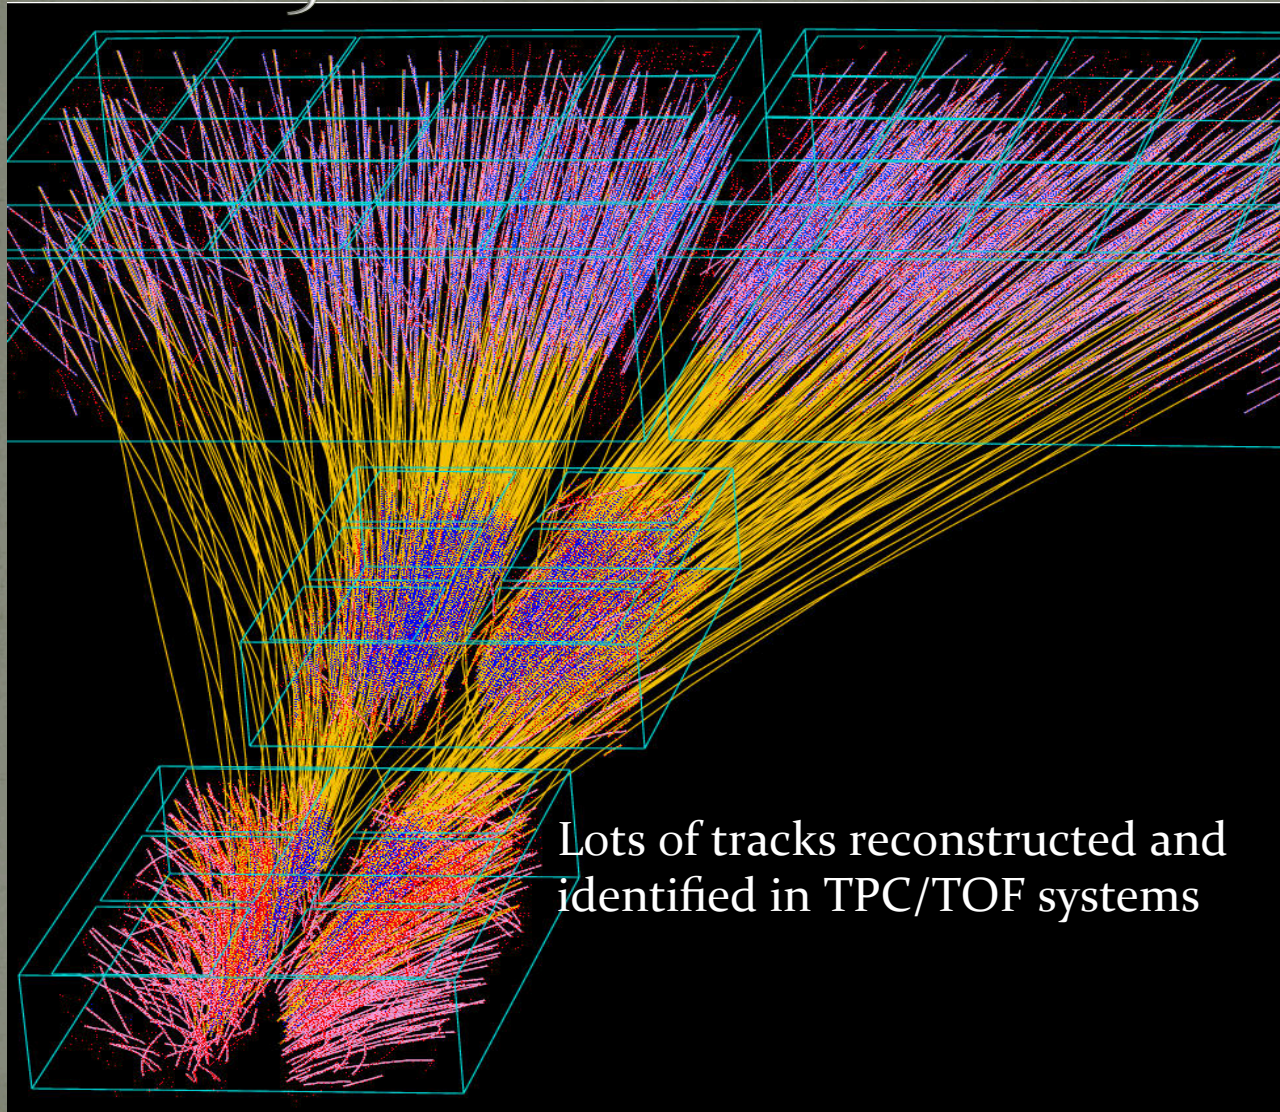 Lots of tracks reconstructed and
identified in TPC/TOF systems